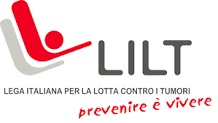 LILT
LEGA ITALIANA PER LA LOTTA CONTRO I TUMORI
prevenire è vivere